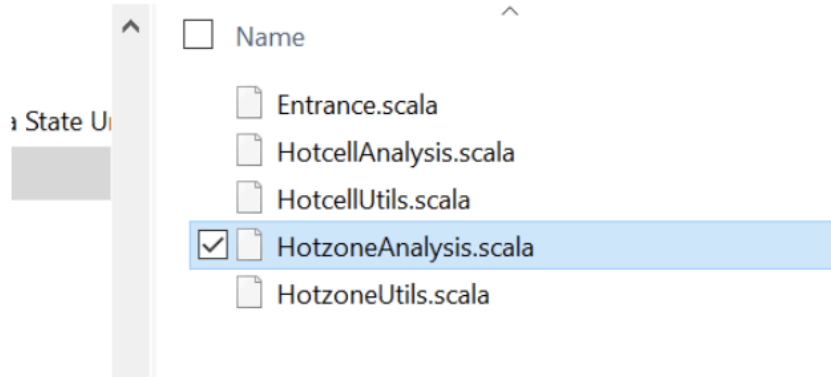 Name
Entrance.scala
a State U
HotcellAnalysis.scala
HotcellUtils.scala
HotzoneAnalysis.scala
HotzoneUtils.scala